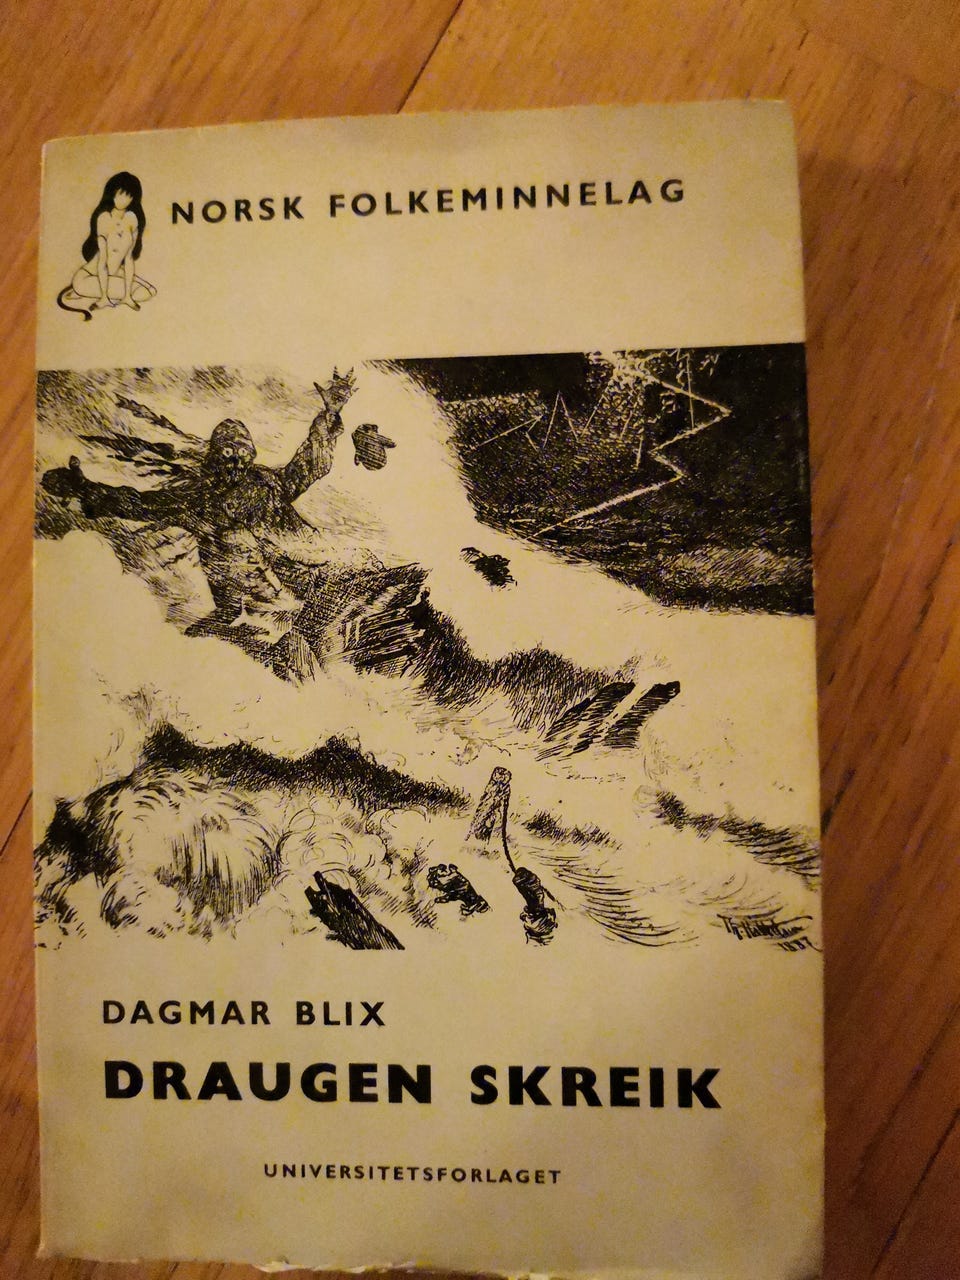 NORSK FOLKEMINNELAG
DAGMAR BLIX
DRAUGEN SKREIK
UNIVERSITETSFORLAGET